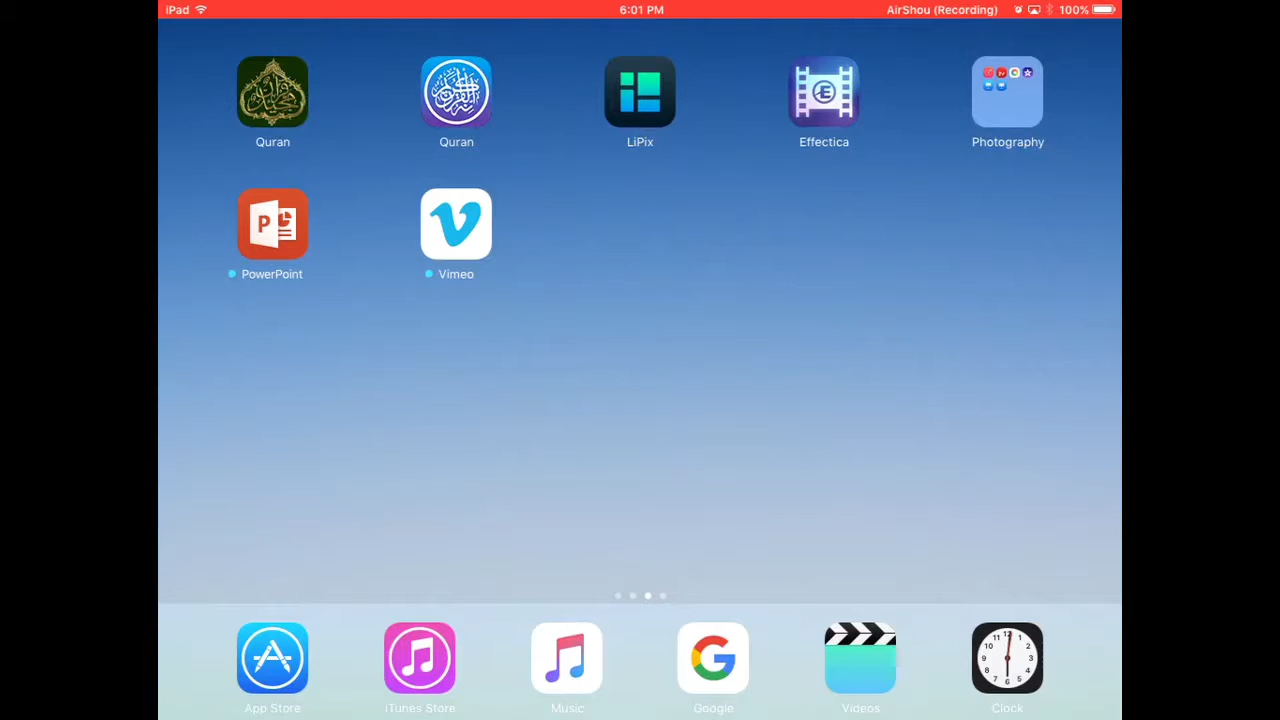 iPad 6:01 PM AirShou (Recording) 100%
Quran Quran LiPix Effectica Photography
PowerPoint Vimeo
App Store iTunes Store Music Google Videos Clock